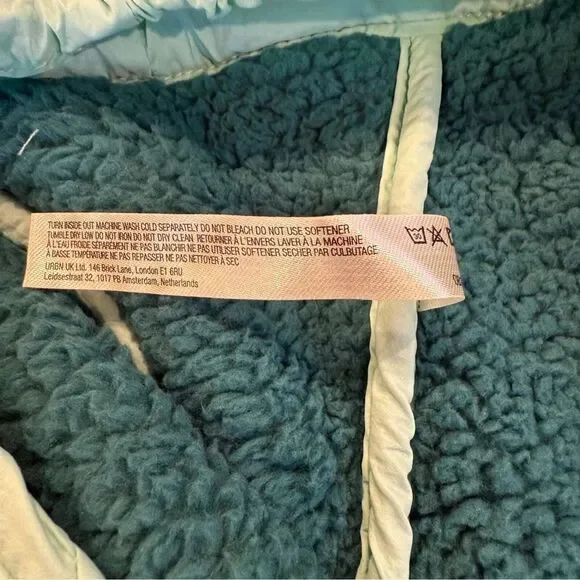 TURN INSIDE OUT MACHINE WASH COLD SEPARATELY DO NOT BLEACH DO NOT USE SOFTENER
TUMBLE DRY LOW DO NOT IRON DO NOT DRY CLEAN. RETOURNER À L'ENVERS LAVER À LA MACHINE
À L'EAU FROIDE SÉPARÉMENT NE PAS BLANCHIR NE PAS UTILISER SOFTENER SECHER PAR CULBUTAGE
À BASSE TEMPÉRATURE NE PAS REPASSER NE PAS NETTOYER À SEC
URBN UK Ltd. 146 Brick Lane, London E1 6RU
Leidsestraat 32, 1017 PB Amsterdam, Netherlands